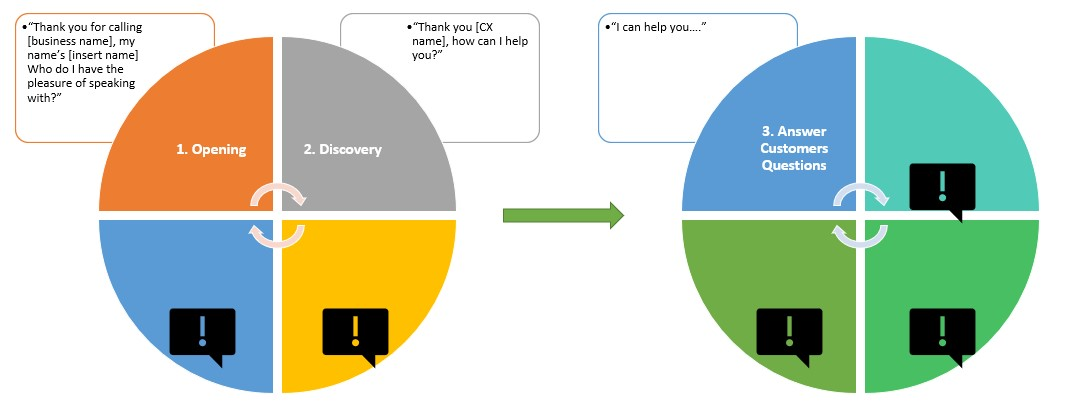 •“Thank you for calling
[business name], my
name’s [insert name]
Who do I have the
pleasure of speaking
with?”
•“Thank you [CX
name], how can I help
you?”
•“I can help you....”
1. Opening
2. Discovery
3. Answer
Customers
Questions